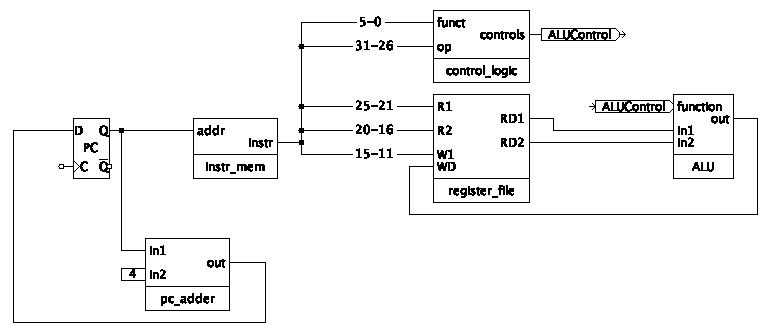 5-0
funct
controls
ALUControl
31-26
op
control_logic
25-21
R1
RD1
ALUControl
function
out
D
Q
addr
20-16
R2
In1
PC
Instr
RD2
In2
C
Q
Instr_mem
15-11
W1
WD
ALU
register_file
In1
out
4
In2
pc_adder